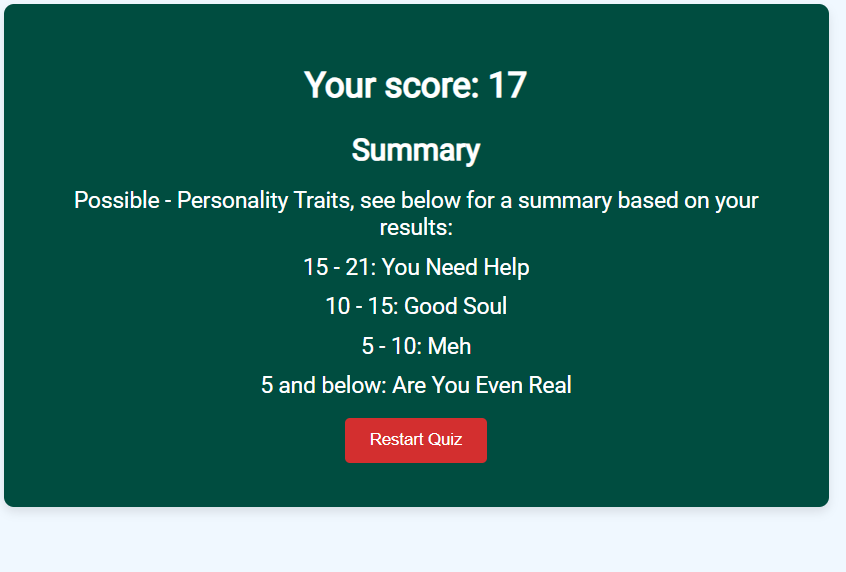 Your score: 17
Summary
Possible - Personality Traits, see below for a summary based on your
results:
15 - 21: You Need Help
10 - 15: Good Soul
5 - 10: Meh
5 and below: Are You Even Real
Restart Quiz